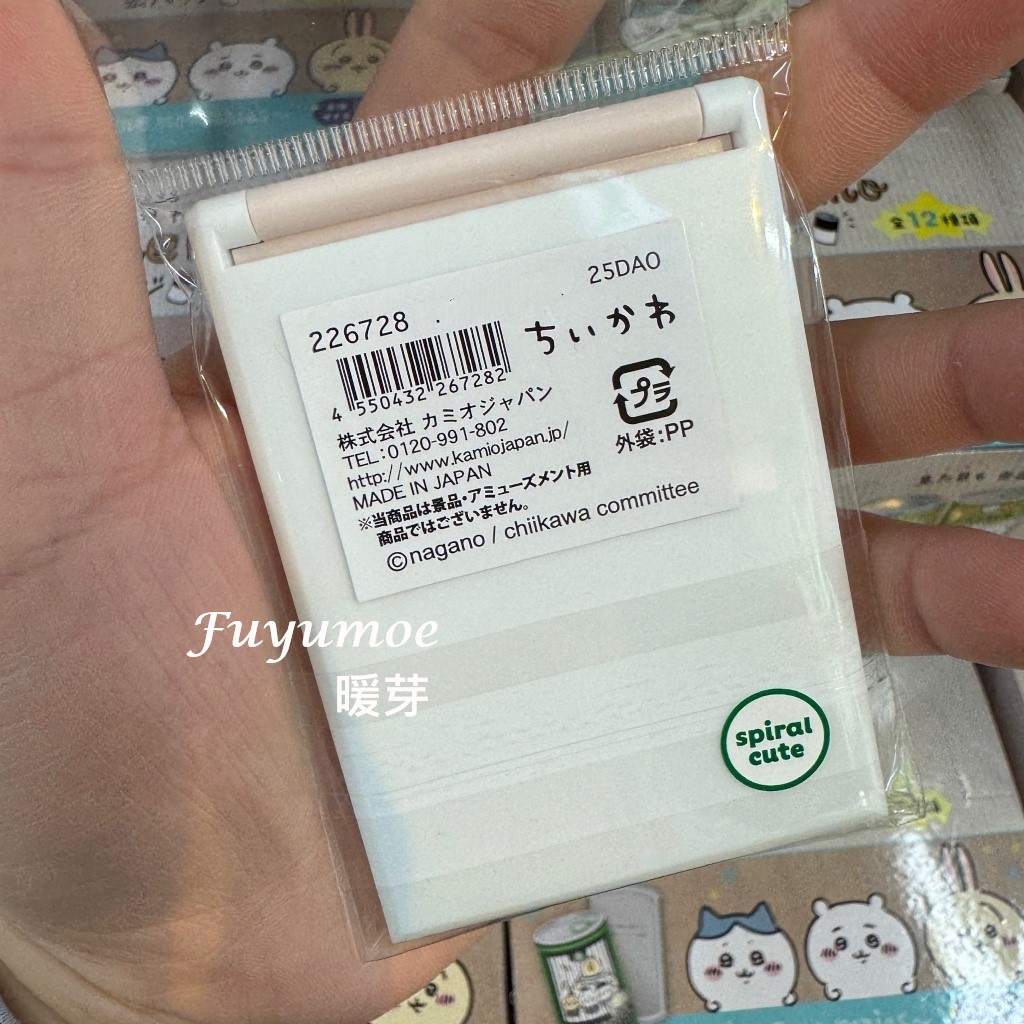 全12種類
226728
25DAO
ちいかわ
4 550432 267282
株式会社 カミオジャパン
TEL:0120-991-802
http://www.kamiojapan.jp/
MADE IN JAPAN
プラ
外袋:PP
※当商品は景品・アミューズメント用
商品ではございません。
©nagano / chiikawa committee
Fuyumoe
暖芽
spiral
cute